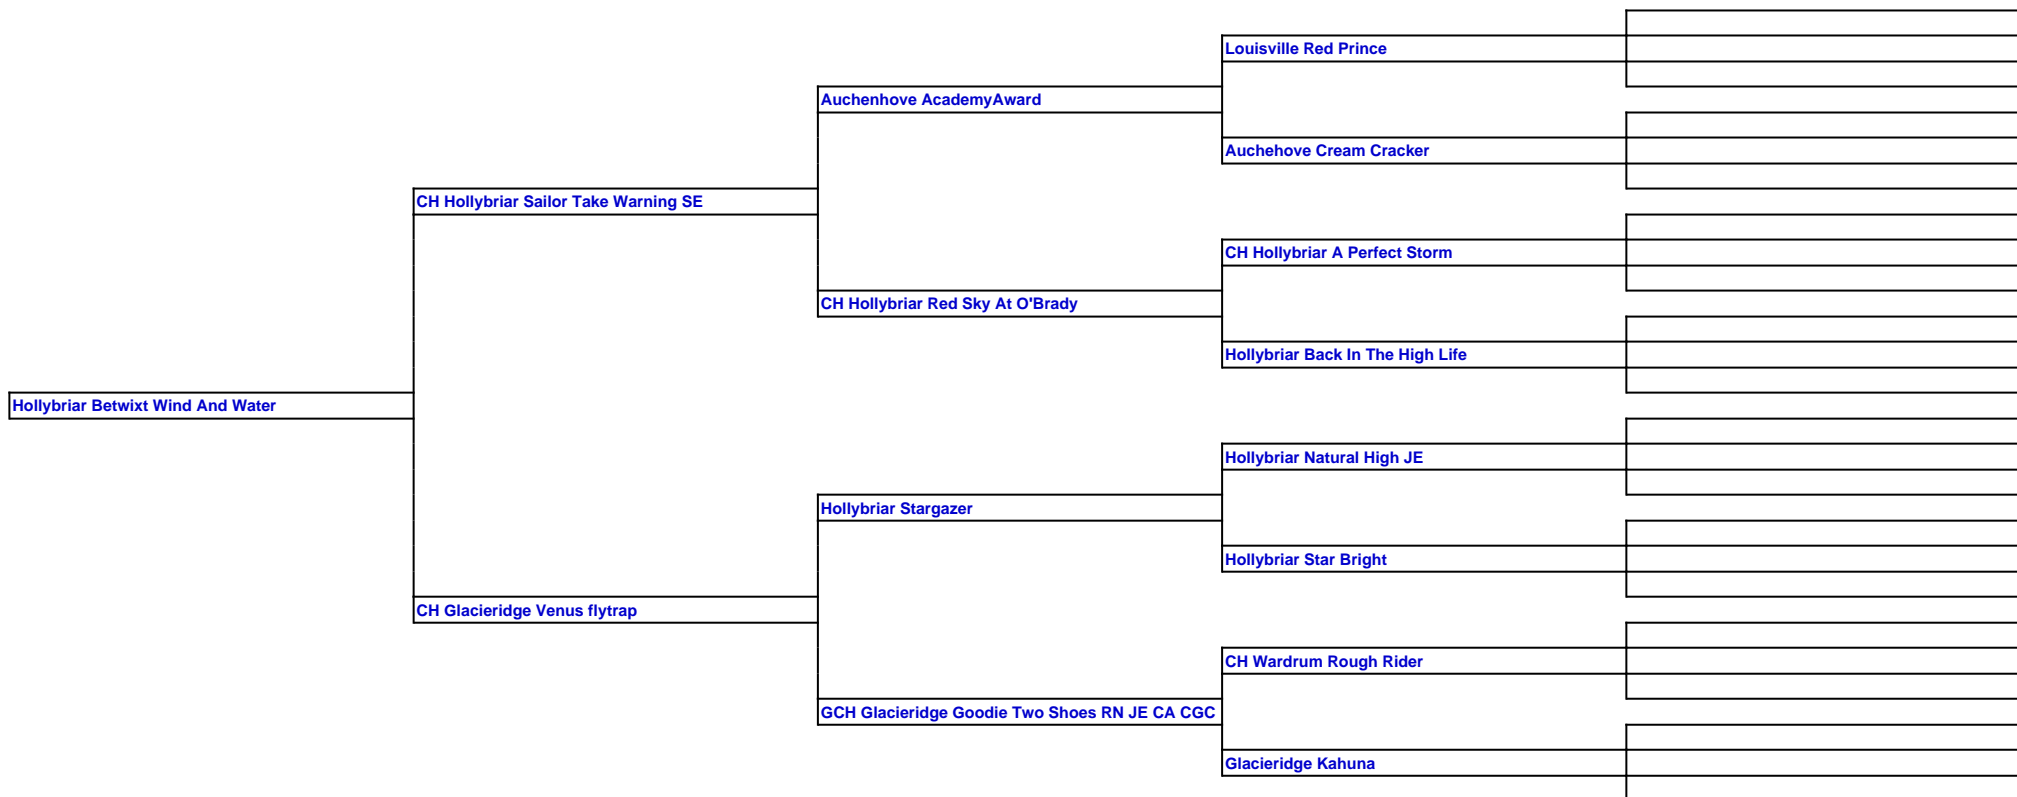 Louisville Red Prince
Auchenhove AcademyAward
Auchehove Cream Cracker
CH Hollybriar Sailor Take Warning SE
CH Hollybriar A Perfect Storm
CH Hollybriar Red Sky At O'Brady
Hollybriar Back In The High Life
Hollybriar Betwixt Wind And Water
Hollybriar Natural High JE
Hollybriar Stargazer
Hollybriar Star Bright
CH Glacieridge Venus flytrap
CH Wardrum Rough Rider
GCH Glacieridge Goodie Two Shoes RN JE CA CGC
Glacieridge Kahuna